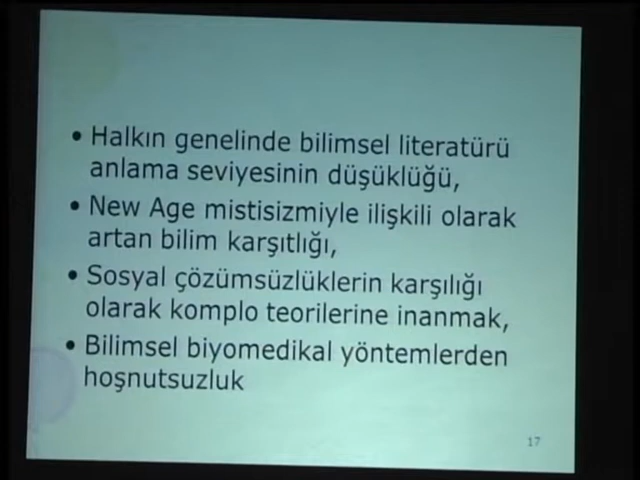 • Halkın genelinde bilimsel literatürü
anlama seviyesinin düşüklüğü,
• New Age mistisizmiyle ilişkili olarak
artan bilim karşıtlığı,
• Sosyal çözümsüzlüklerin karşılığı
olarak komplo teorilerine inanmak,
• Bilimsel biyomedikal yöntemlerden
hoşnutsuzluk
17